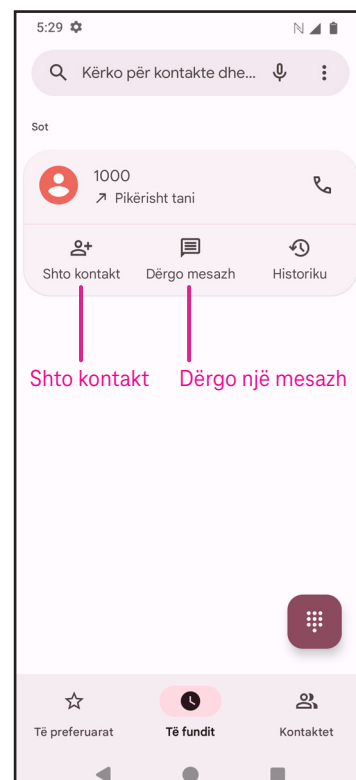 5:29
Kërko për kontakte dhe...
Sot
1000
Pikërisht tani
Shto kontakt Dërgo mesazh Historiku
Shto kontakt Dërgo një mesazh
Të preferuarat Të fundit Kontaktet